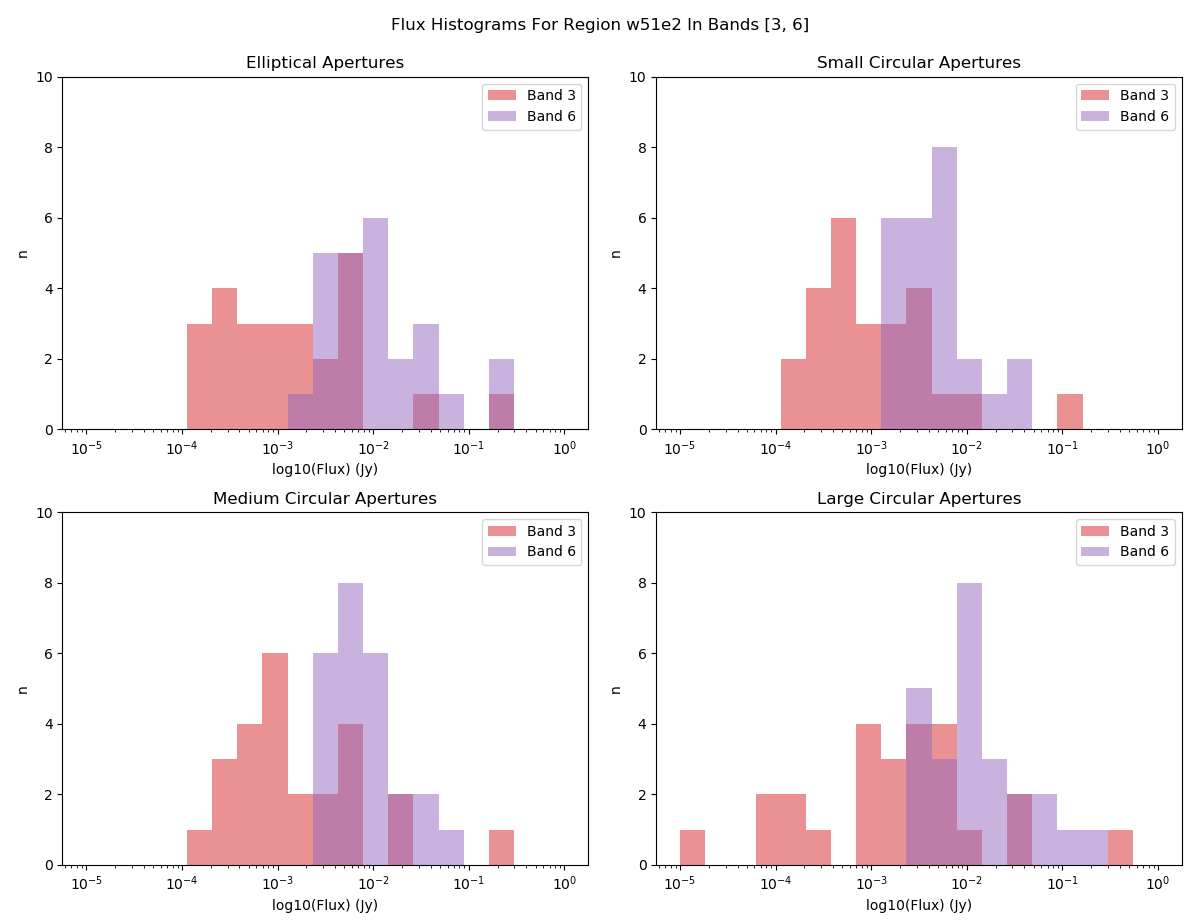 Flux Histograms For Region w51e2 In Bands [3, 6]
Elliptical Apertures
10
8
6
4
2
0
n
Band 3
Band 6
10⁻⁵ 10⁻⁴ 10⁻³ 10⁻² 10⁻¹ 10⁰
log10(Flux) (Jy)
Small Circular Apertures
10
8
6
4
2
0
n
Band 3
Band 6
10⁻⁵ 10⁻⁴ 10⁻³ 10⁻² 10⁻¹ 10⁰
log10(Flux) (Jy)
Medium Circular Apertures
10
8
6
4
2
0
n
Band 3
Band 6
10⁻⁵ 10⁻⁴ 10⁻³ 10⁻² 10⁻¹ 10⁰
log10(Flux) (Jy)
Large Circular Apertures
10
8
6
4
2
0
n
Band 3
Band 6
10⁻⁵ 10⁻⁴ 10⁻³ 10⁻² 10⁻¹ 10⁰
log10(Flux) (Jy)